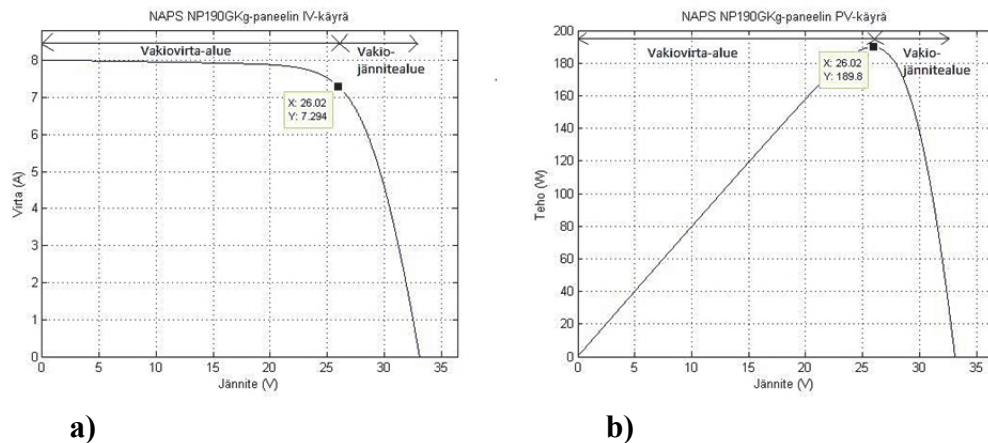 NAPS NP190GKg-paneelin IV-käyrä
Vakiovirta-alue
Vakio-
jännitealue
X: 26.02
Y: 7.294
Virta (A)
8
7
6
5
4
3
2
1
0
0 5 10 15 20 25 30 35
Jännite (V)
a)
NAPS NP190GKg-paneelin PV-käyrä
Vakiovirta-alue
Vakio-
jännitealue
X: 26.02
Y: 189.8
Teho (W)
200
180
160
140
120
100
80
60
40
20
0
0 5 10 15 20 25 30 35
Jännite (V)
b)